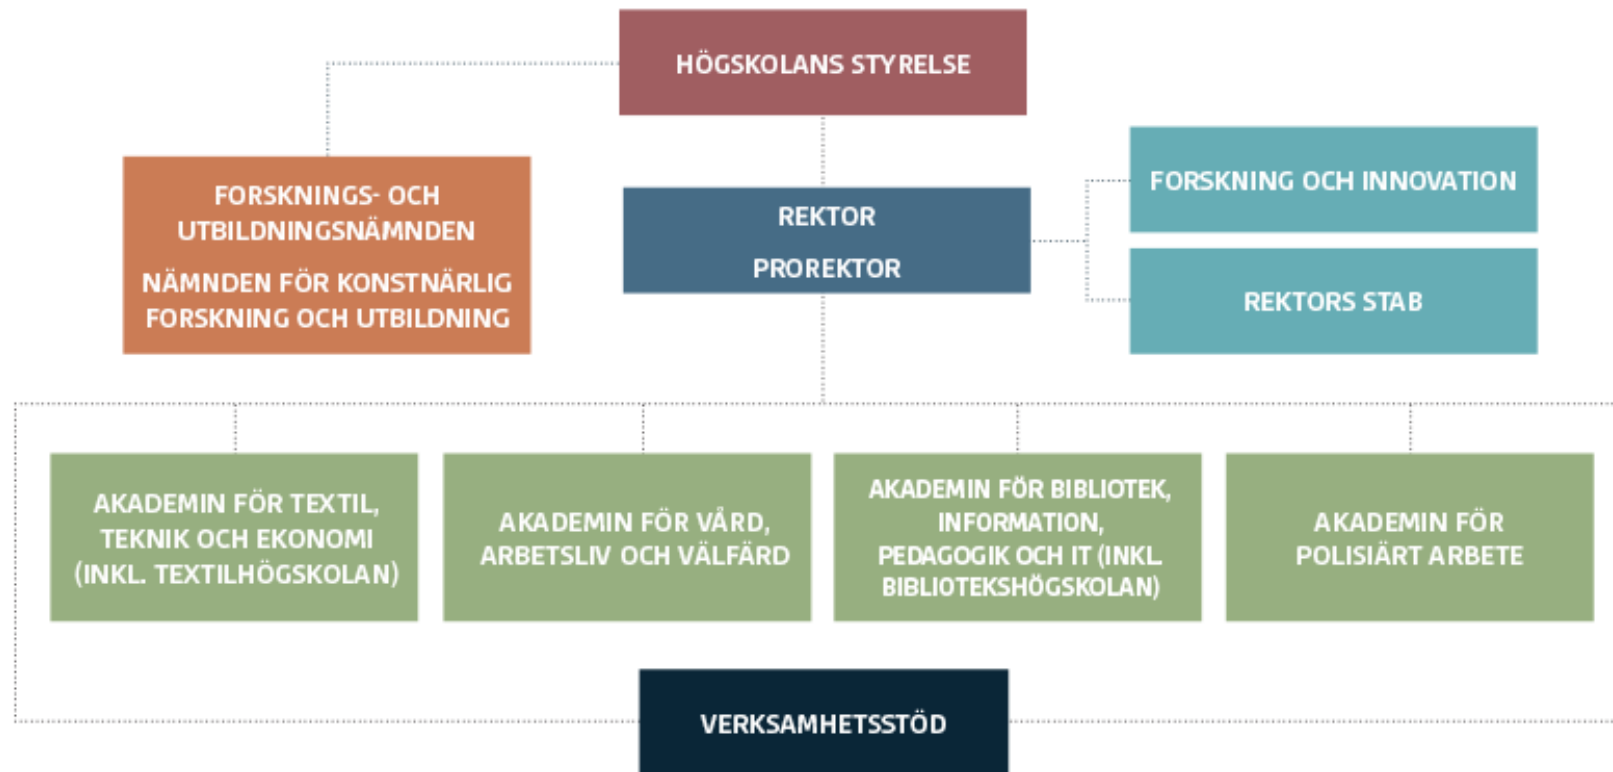 HÖGSKOLANS STYRELSE
FORSKNINGS- OCH
UTBILDNINGSNÄMNDEN
NÄMNDEN FÖR KONSTNÄRLIG
FORSKNING OCH UTBILDNING
REKTOR
PROREKTOR
FORSKNING OCH INNOVATION
REKTORS STAB
AKADEMIN FÖR TEXTIL,
TEKNIK OCH EKONOMI
(INKL. TEXTILHÖGSKOLAN)
AKADEMIN FÖR VÅRD,
ARBETSLIV OCH VÄLFÄRD
AKADEMIN FÖR BIBLIOTEK,
INFORMATION,
PEDAGOGIK OCH IT (INKL.
BIBLIOTEKSHÖGSKOLAN)
AKADEMIN FÖR
POLISIÄRT ARBETE
VERKSAMHETSSTÖD